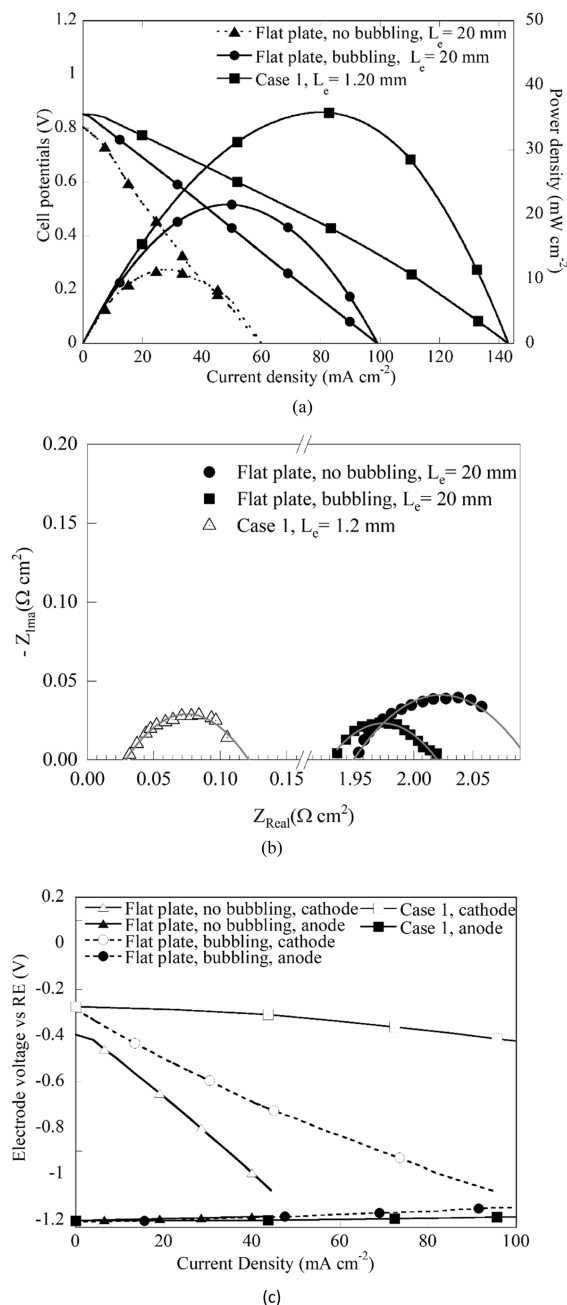 Flat plate, no bubbling, Le= 20 mm
Flat plate, bubbling, Le= 20 mm
Case 1, Le= 1.20 mm
1.2
1
0.8
0.6
0.4
0.2
0
Cell potentials (V)
50
40
30
20
10
0
Power density (mW cm-2)
0 20 40 60 80 100 120 140
Current density (mA cm-2)
(a)
0.20
0.15
0.10
0.05
0.00
- ZIma(Ω cm2)
Flat plate, no bubbling, Le= 20 mm
Flat plate, bubbling, Le= 20 mm
Case 1, Le= 1.2 mm
0.00 0.05 0.10 0.15 1.95 2.00 2.05
ZReal(Ω cm2)
(b)
0.2
0
-0.2
-0.4
-0.6
-0.8
-1
-1.2
Electrode voltage vs RE (V)
Flat plate, no bubbling, cathode
Flat plate, no bubbling, anode
Flat plate, bubbling, cathode
Flat plate, bubbling, anode
Case 1, cathode
Case 1, anode
0 20 40 60 80 100
Current Density (mA cm-2)
(c)